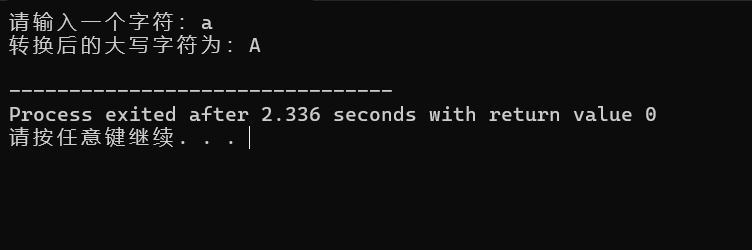 请输入一个字符: a
转换后的大写字符为: A
--------------------------------
Process exited after 2.336 seconds with return value 0
请按任意键继续. . .